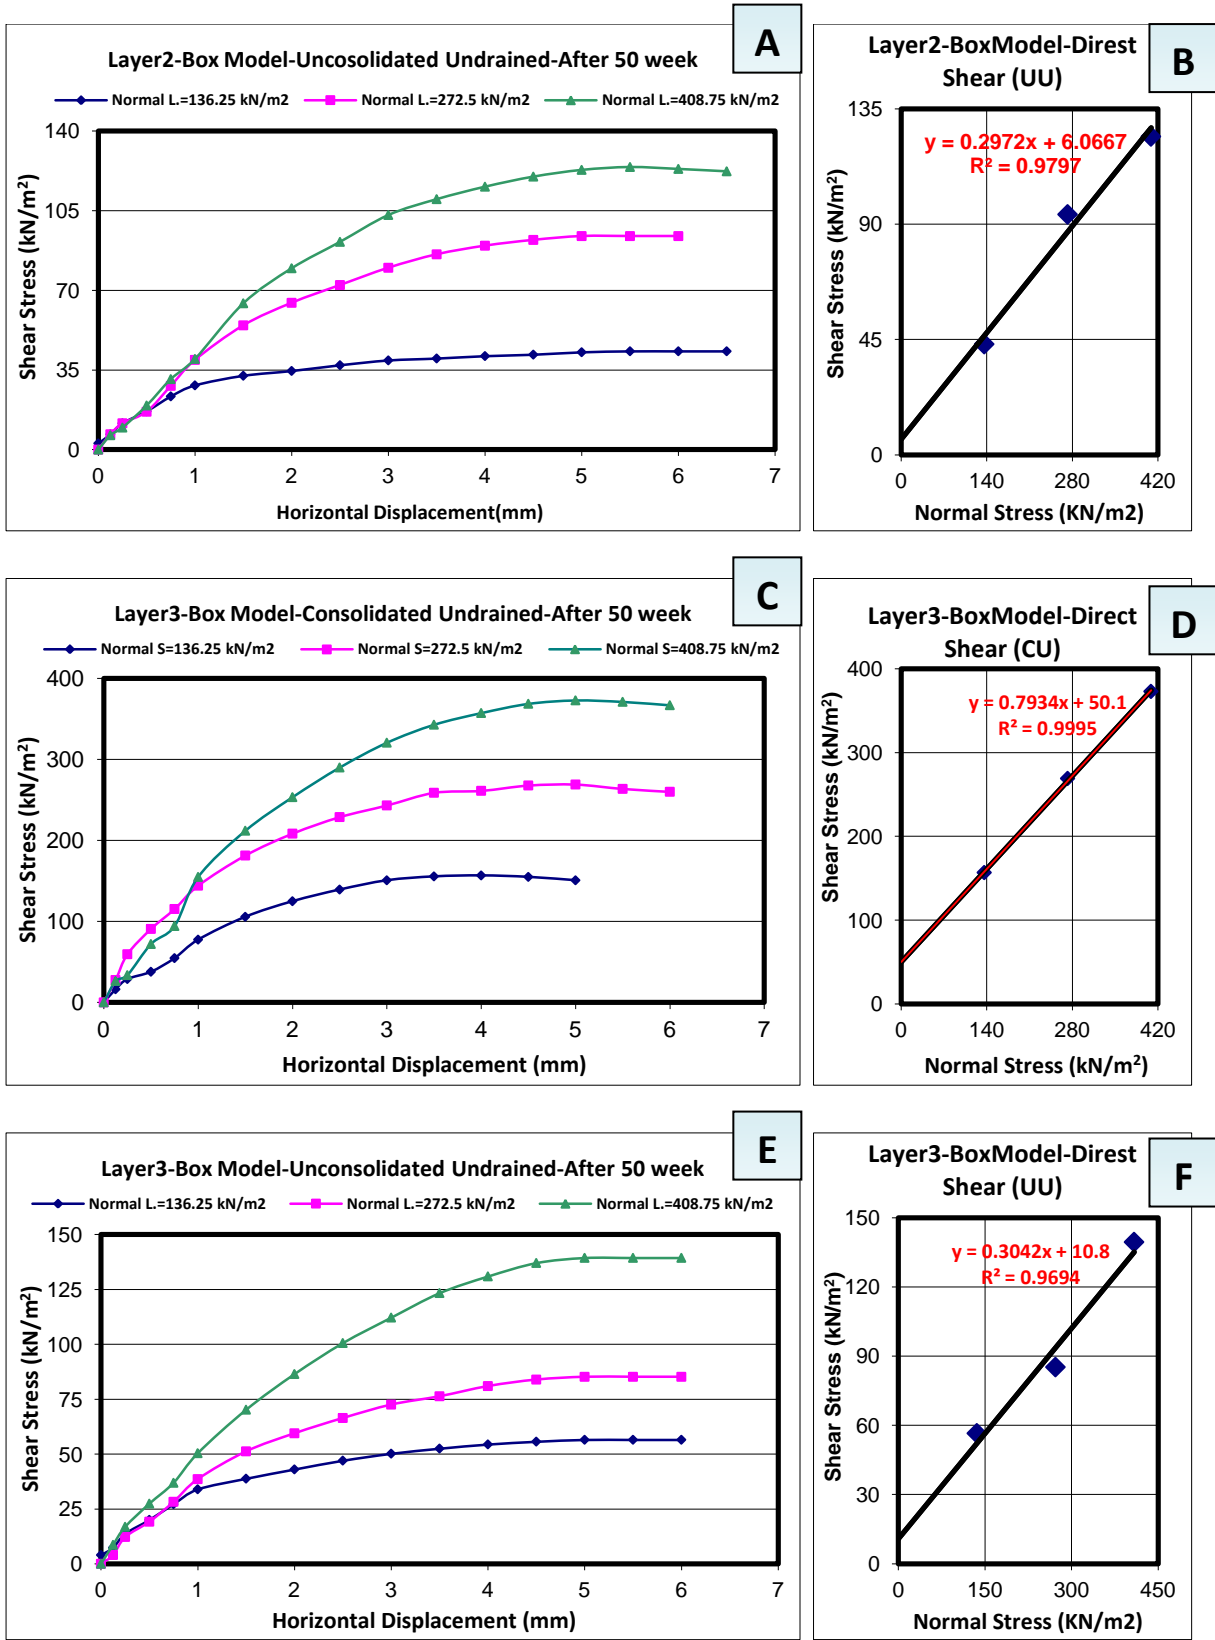 A
Layer2-Box Model-Uncosolidated Undrained-After 50 week
Normal L.=136.25 kN/m2 Normal L.=272.5 kN/m2 Normal L.=408.75 kN/m2
Shear Stress (kN/m²)
140
105
70
35
0
0 1 2 3 4 5 6 7
Horizontal Displacement(mm)
B
Layer2-BoxModel-Direst
Shear (UU)
y = 0.2972x + 6.0667
R² = 0.9797
Shear Stress (kN/m²)
135
90
45
0
0 140 280 420
Normal Stress (KN/m2)
C
Layer3-Box Model-Consolidated Undrained-After 50 week
Normal S=136.25 kN/m2 Normal S=272.5 kN/m2 Normal S=408.75 kN/m2
Shear Stress (kN/m²)
400
300
200
100
0
0 1 2 3 4 5 6 7
Horizontal Displacement (mm)
D
Layer3-BoxModel-Direct
Shear (CU)
y = 0.7934x + 50.1
R² = 0.9995
Shear Stress (kN/m²)
400
300
200
100
0
0 140 280 420
Normal Stress (kN/m²)
E
Layer3-Box Model-Unconsolidated Undrained-After 50 week
Normal L.=136.25 kN/m2 Normal L.=272.5 kN/m2 Normal L.=408.75 kN/m2
Shear Stress (kN/m²)
150
125
100
75
50
25
0
0 1 2 3 4 5 6 7
Horizontal Displacement (mm)
F
Layer3-BoxModel-Direst
Shear (UU)
y = 0.3042x + 10.8
R² = 0.9694
Shear Stress (kN/m²)
150
120
90
60
30
0
0 150 300 450
Normal Stress (KN/m2)